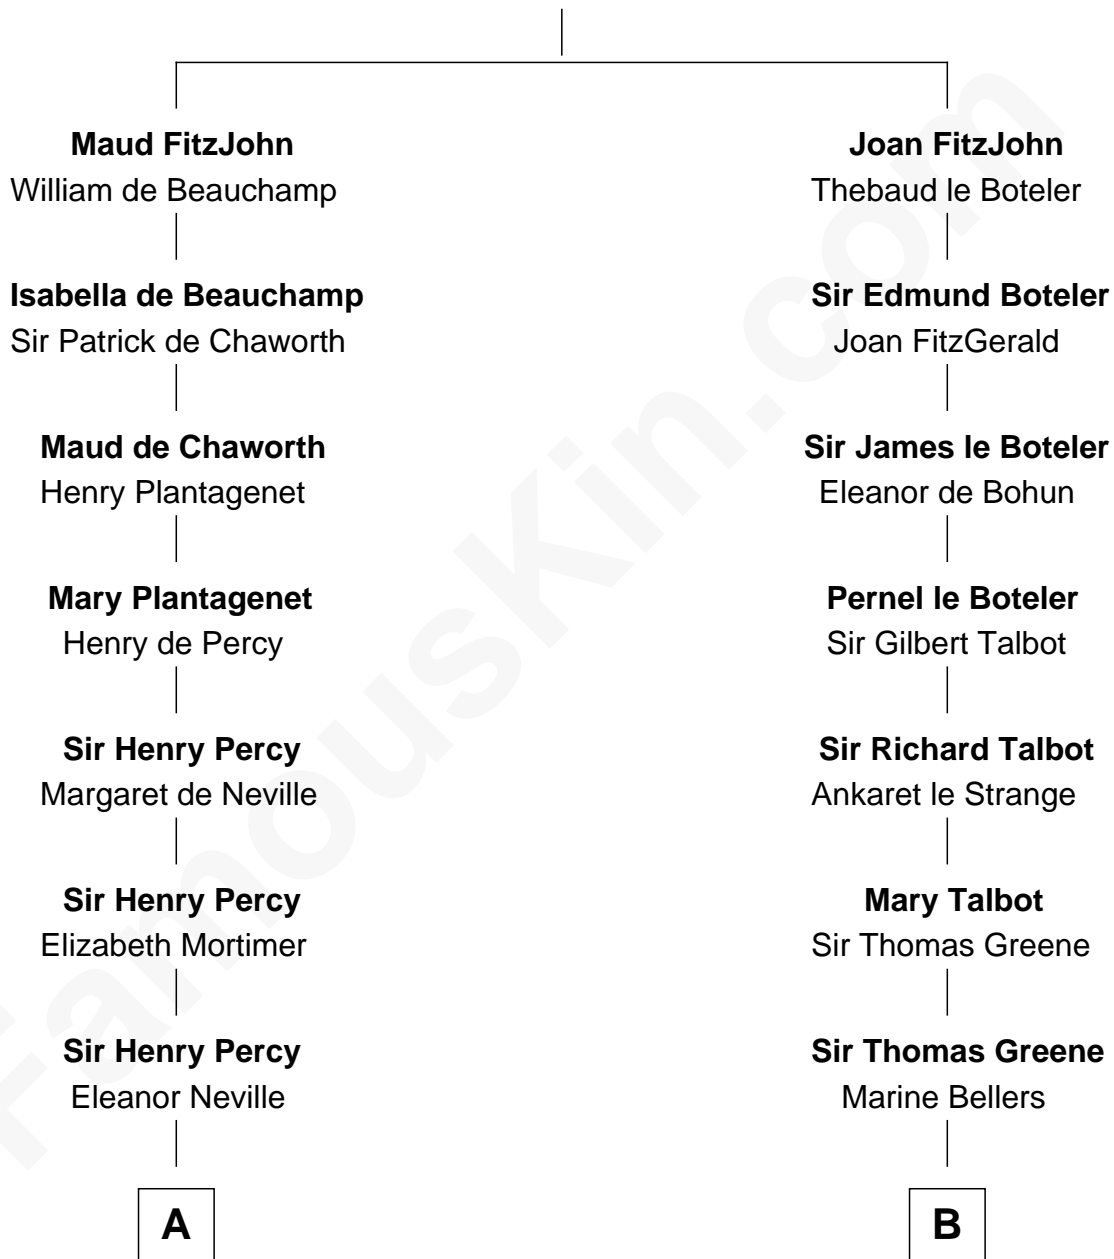 Maud FitzJohn
William de Beauchamp
Isabella de Beauchamp
Sir Patrick de Chaworth
Maud de Chaworth
Henry Plantagenet
Mary Plantagenet
Henry de Percy
Sir Henry Percy
Margaret de Neville
Sir Henry Percy
Elizabeth Mortimer
Sir Henry Percy
Eleanor Neville
A
Joan FitzJohn
Thebaud le Boteler
Sir Edmund Boteler
Joan FitzGerald
Sir James le Boteler
Eleanor de Bohun
Pernel le Boteler
Sir Gilbert Talbot
Sir Richard Talbot
Ankaret le Strange
Mary Talbot
Sir Thomas Greene
Sir Thomas Greene
Marine Bellers
B
FamousKin.com